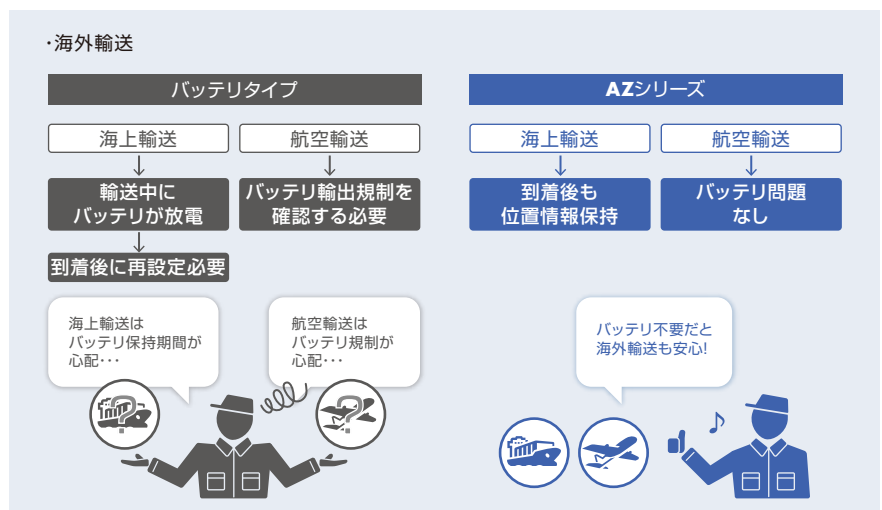 ・海外輸送
バッテリタイプ
海上輸送
航空輸送
輸送中に
バッテリが放電
バッテリ輸出規制を
確認する必要
到着後に再設定必要
海上輸送は
バッテリ保持期間が
心配・・・
航空輸送は
バッテリ規制が
心配・・・
?
?
AZシリーズ
海上輸送
航空輸送
到着後も
位置情報保持
バッテリ問題
なし
バッテリ不要だと
海外輸送も安心!